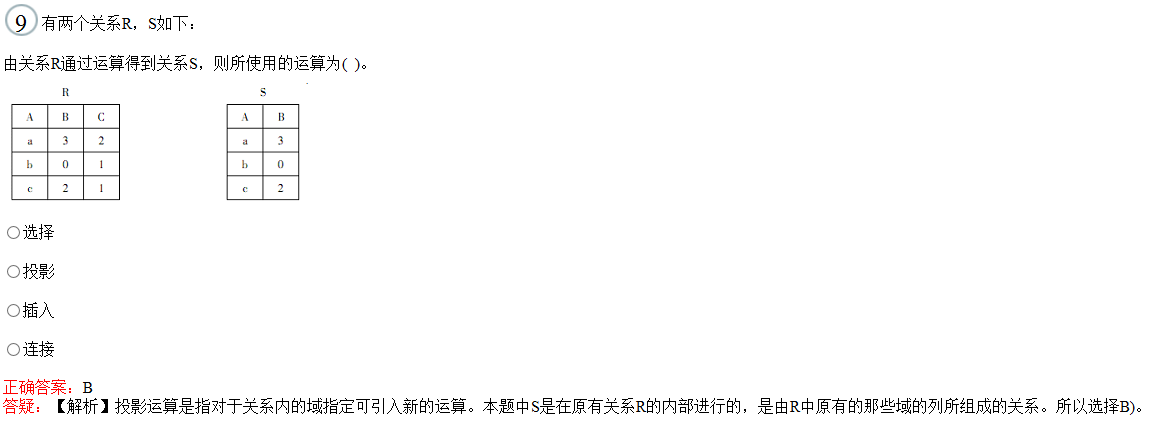 9 有两个关系R，S如下：
由关系R通过运算得到关系S，则所使用的运算为( )。
R S
A B C A B
a 3 2 a 3
b 0 1 b 0
c 2 1 c 2
选择
投影
插入
连接
正确答案：B
答疑：【解析】投影运算是指对于关系内的域指定可引入新的运算。本题中S是在原有关系R的内部进行的，是由R中原有的那些域的列所组成的关系。所以选择B)。